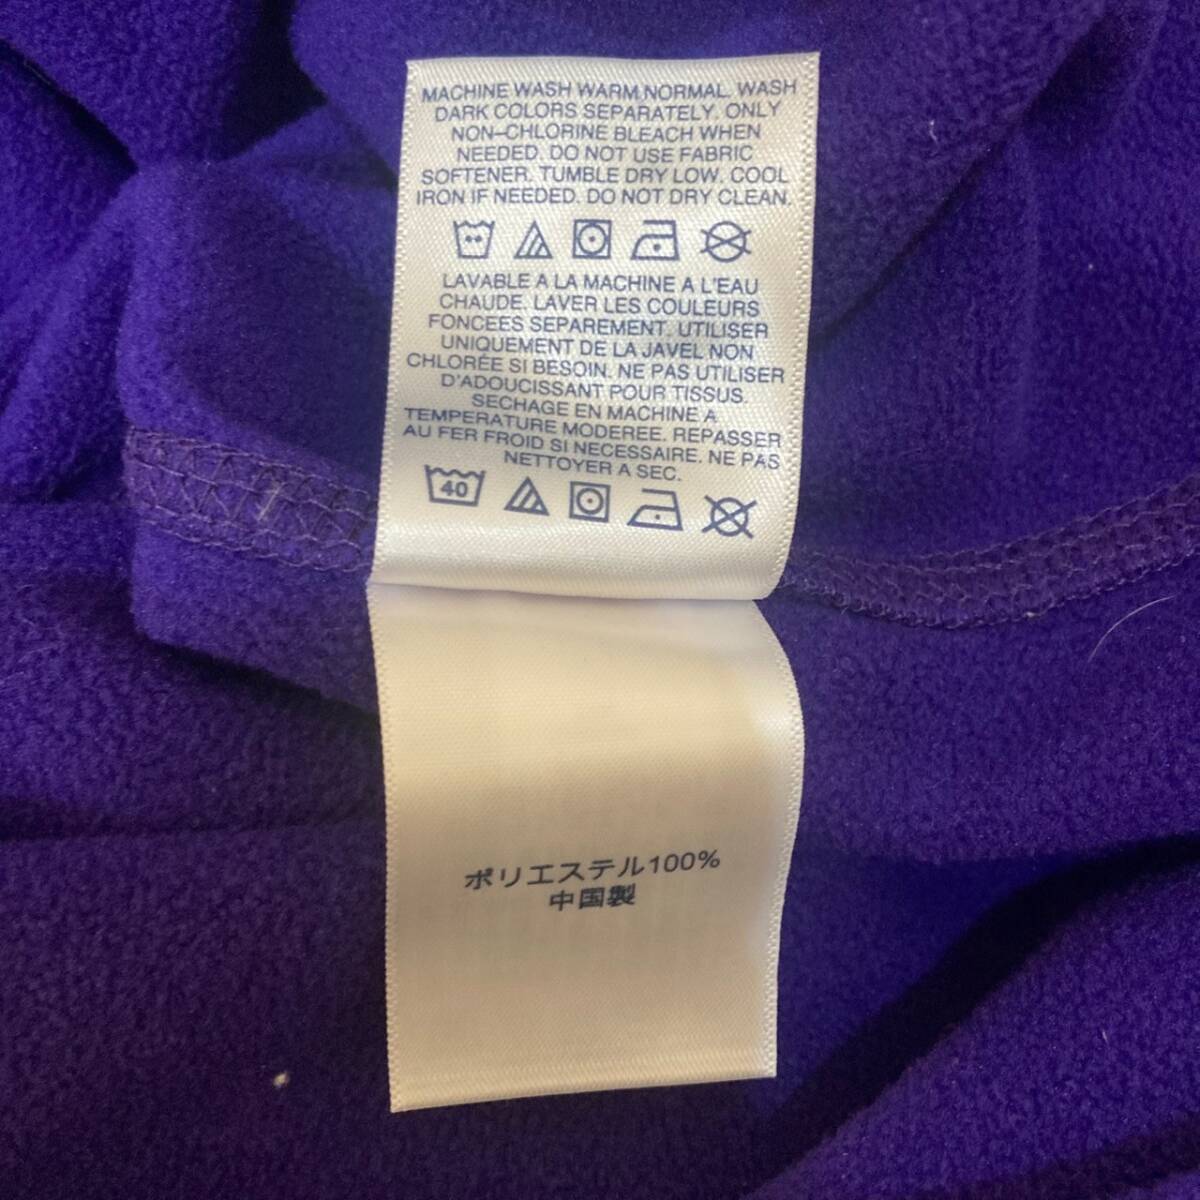 MACHINE WASH WARM NORMAL. WASH
DARK COLORS SEPARATELY. ONLY
NON-CHLORINE BLEACH WHEN
NEEDED. DO NOT USE FABRIC
SOFTENER. TUMBLE DRY LOW. COOL
IRON IF NEEDED. DO NOT DRY CLEAN.
LAVABLE A LA MACHINE A L'EAU
CHAUDE. LAVER LES COULEURS
FONCEES SEPAREMENT. UTILISER
UNIQUEMENT DE LA JAVEL NON
CHLORÉE SI BESOIN. NE PAS UTILISER
D'ADOUCISSANT POUR TISSUS.
SECHAGE EN MACHINE A
TEMPERATURE MODEREE. REPASSER
AU FER FROID SI NECESSAIRE. NE PAS
NETTOYER A SEC.
40
ポリエステル100%
中国製